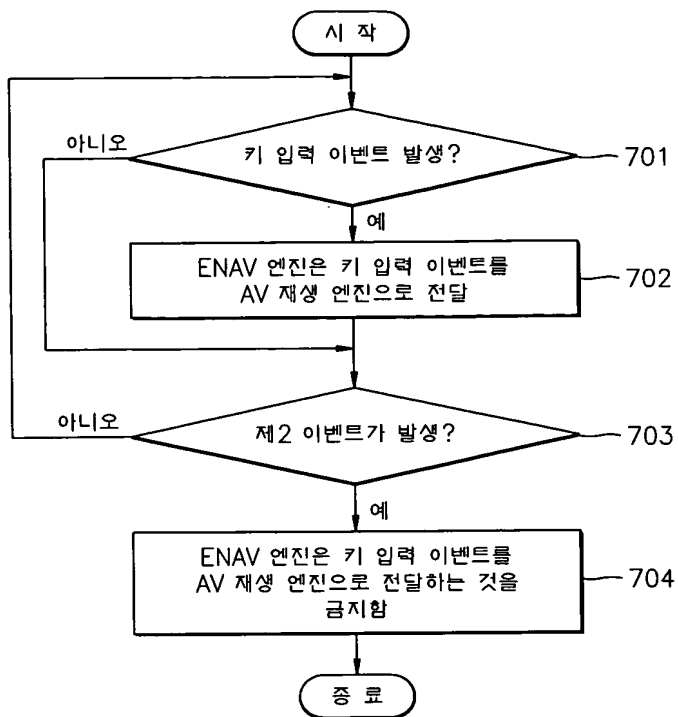 시 작
아니오
키 입력 이벤트 발생?
701
예
ENAV 엔진은 키 입력 이벤트를
AV 재생 엔진으로 전달
702
아니오
제2 이벤트가 발생?
703
예
ENAV 엔진은 키 입력 이벤트를
AV 재생 엔진으로 전달하는 것을
금지함
704
종 료